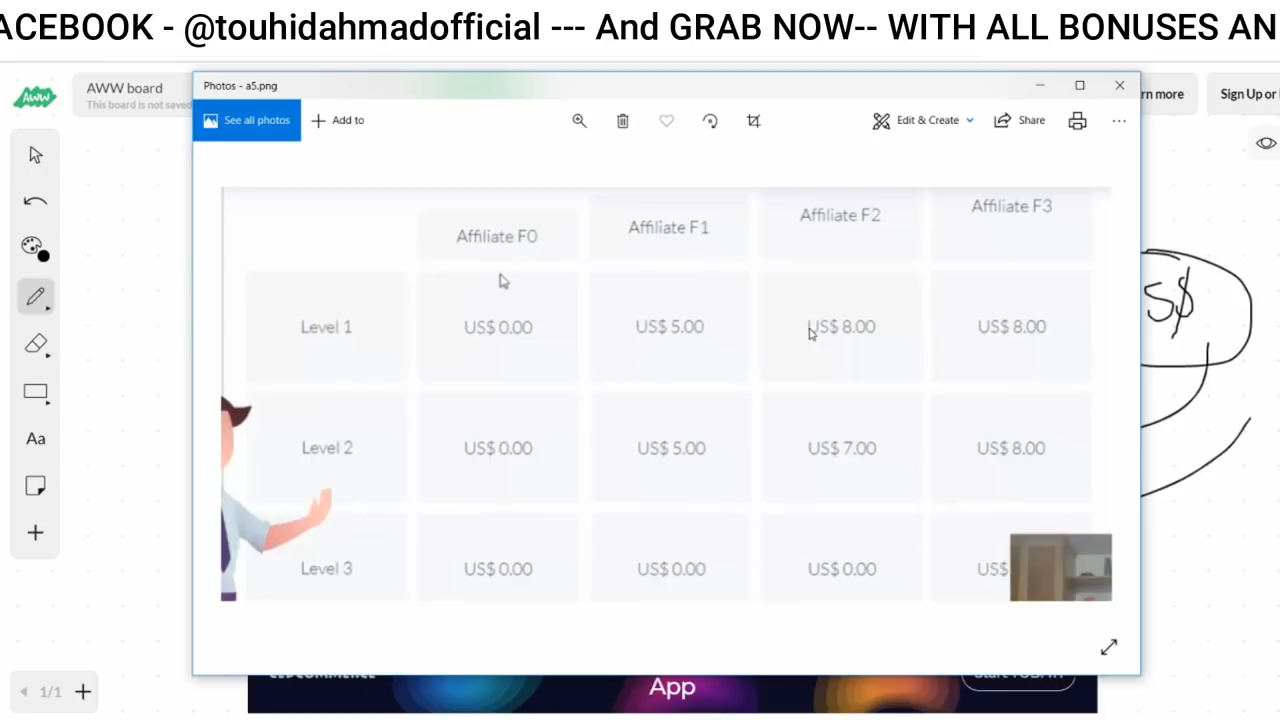 ACEBOOK - @touhidahmadofficial --- And GRAB NOW-- WITH ALL BONUSES AN
AWW
AWW board
This board is not saved
Photos - a5.png
rn more
Sign Up or
See all photos
Add to
Edit & Create
Share
Affiliate F0
Affiliate F1
Affiliate F2
Affiliate F3
Level 1
US$ 0.00
US$ 5.00
US$ 8.00
US$ 8.00
S$
Level 2
US$ 0.00
US$ 5.00
US$ 7.00
US$ 8.00
Aa
Level 3
US$ 0.00
US$ 0.00
US$ 0.00
US$
1/1
CEDCOMMERCE
App